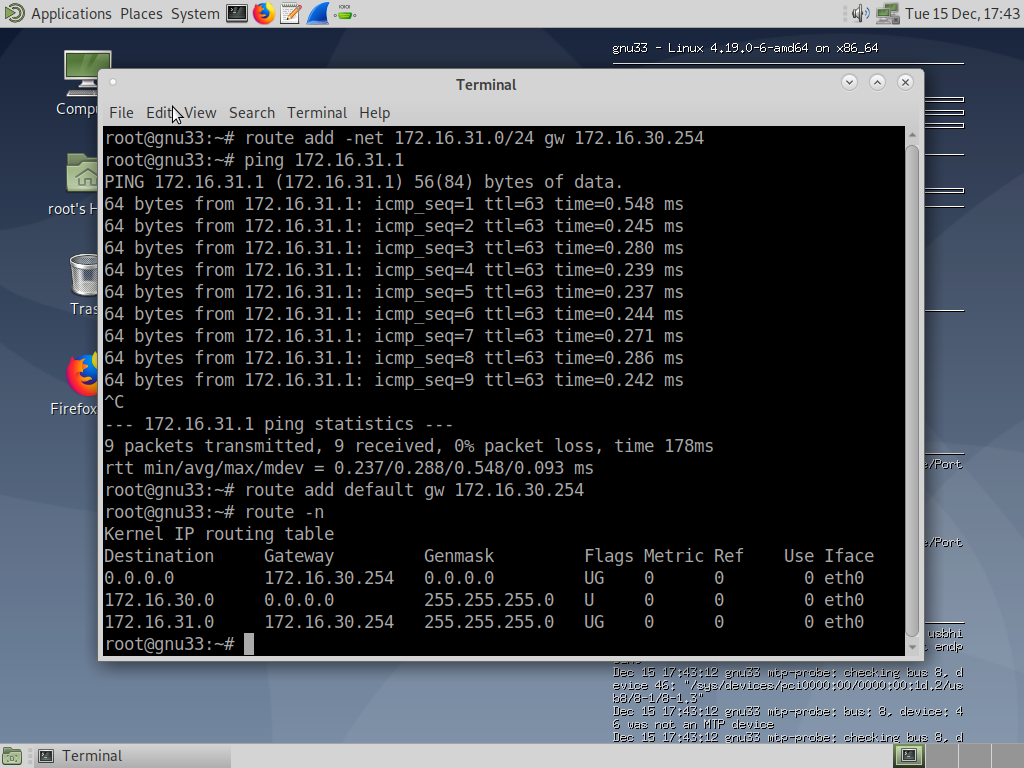 Applications Places System
Tue 15 Dec, 17:43
gnu33 - Linux 4.19.0-6-amd64 on x86_64
Terminal
File Edit View Search Terminal Help
root@gnu33:~# route add -net 172.16.31.0/24 gw 172.16.30.254
root@gnu33:~# ping 172.16.31.1
PING 172.16.31.1 (172.16.31.1) 56(84) bytes of data.
64 bytes from 172.16.31.1: icmp_seq=1 ttl=63 time=0.548 ms
64 bytes from 172.16.31.1: icmp_seq=2 ttl=63 time=0.245 ms
64 bytes from 172.16.31.1: icmp_seq=3 ttl=63 time=0.280 ms
64 bytes from 172.16.31.1: icmp_seq=4 ttl=63 time=0.239 ms
64 bytes from 172.16.31.1: icmp_seq=5 ttl=63 time=0.237 ms
64 bytes from 172.16.31.1: icmp_seq=6 ttl=63 time=0.244 ms
64 bytes from 172.16.31.1: icmp_seq=7 ttl=63 time=0.271 ms
64 bytes from 172.16.31.1: icmp_seq=8 ttl=63 time=0.286 ms
64 bytes from 172.16.31.1: icmp_seq=9 ttl=63 time=0.242 ms
^C
--- 172.16.31.1 ping statistics ---
9 packets transmitted, 9 received, 0% packet loss, time 178ms
rtt min/avg/max/mdev = 0.237/0.288/0.548/0.093 ms
root@gnu33:~# route add default gw 172.16.30.254
root@gnu33:~# route -n
Kernel IP routing table
Destination Gateway Genmask Flags Metric Ref Use Iface
0.0.0.0 172.16.30.254 0.0.0.0 UG 0 0 0 eth0
172.16.30.0 0.0.0.0 255.255.255.0 U 0 0 0 eth0
172.16.31.0 172.16.30.254 255.255.255.0 UG 0 0 0 eth0
root@gnu33:~#
Compu
root's H
Tras
Firefox
e/Port
e/Port
usbhi
endp
Dec 15 17:43:12 gnu33 mtp-probe: checking bus 8, d
evice 46: "/sys/devices/pci0000:00/0000:00:1d.2/us
b8/8-1/8-1.3"
Dec 15 17:43:12 gnu33 mtp-probe: bus: 8, device: 4
6 was not an MTP device
Dec 15 17:43:12 gnu33 mtp-probe: checking bus 8, d
Terminal